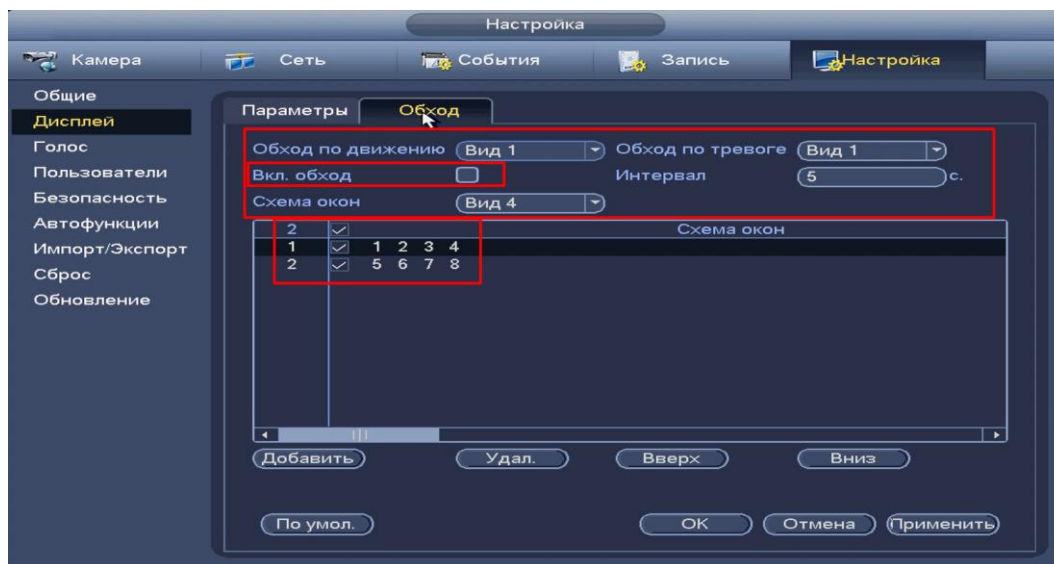 Настройка
Камера Сеть События Запись Настройка
Общие
Дисплей
Голос
Пользователи
Безопасность
Автофункции
Импорт/Экспорт
Сброс
Обновление
Параметры Обход
Обход по движению Вид 1 Обход по тревоге Вид 1
Вкл. обход Интервал 5 с.
Схема окон Вид 4
2 Схема окон
1 1 2 3 4
2 5 6 7 8
Добавить Удал. Вверх Вниз
По умол. ОК Отмена Применить